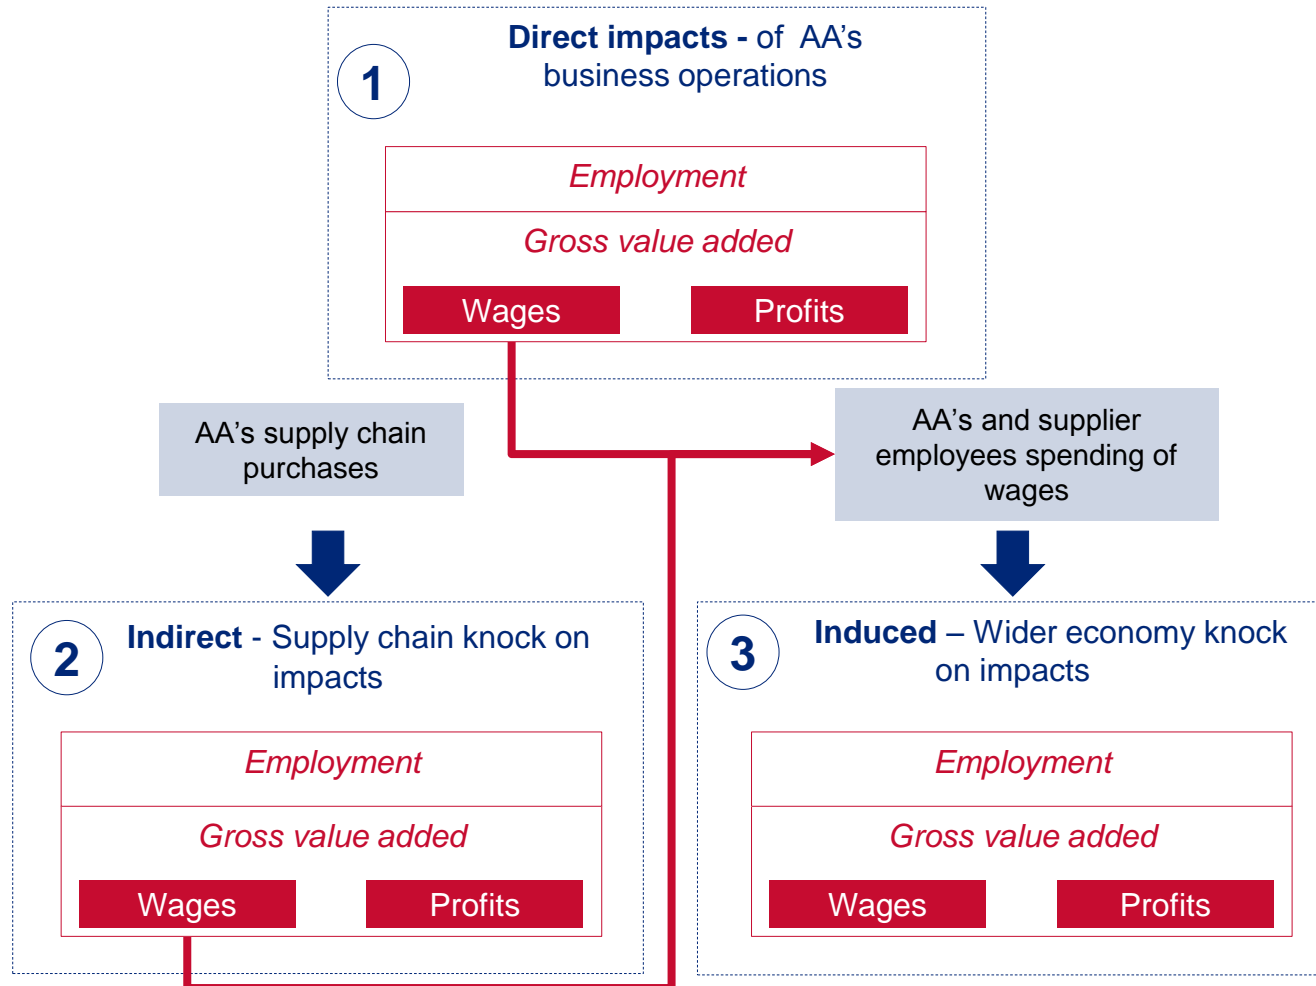 1
Direct impacts - of AA’s
business operations
Employment
Gross value added
Wages
Profits
AA’s supply chain
purchases
AA’s and supplier
employees spending of
wages
2
Indirect - Supply chain knock on
impacts
Employment
Gross value added
Wages
Profits
3
Induced – Wider economy knock
on impacts
Employment
Gross value added
Wages
Profits